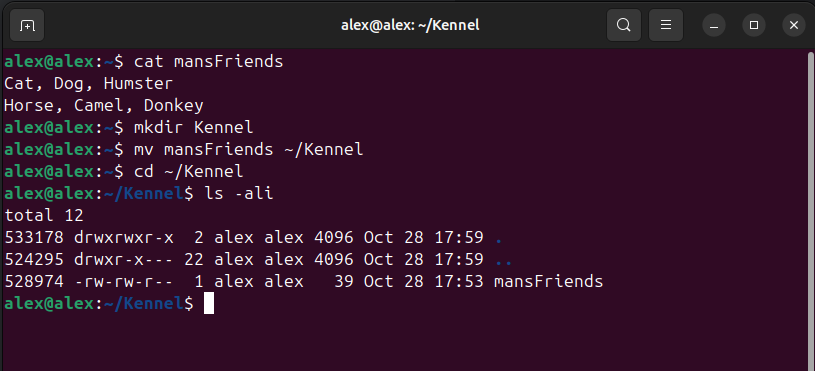 alex@alex: ~/Kennel
alex@alex:~$ cat mansFriends
Cat, Dog, Humster
Horse, Camel, Donkey
alex@alex:~$ mkdir Kennel
alex@alex:~$ mv mansFriends ~/Kennel
alex@alex:~$ cd ~/Kennel
alex@alex:~/Kennel$ ls -ali
total 12
533178 drwxrwxr-x  2 alex alex 4096 Oct 28 17:59 .
524295 drwxr-x--- 22 alex alex 4096 Oct 28 17:59 ..
528974 -rw-rw-r--  1 alex alex   39 Oct 28 17:53 mansFriends
alex@alex:~/Kennel$